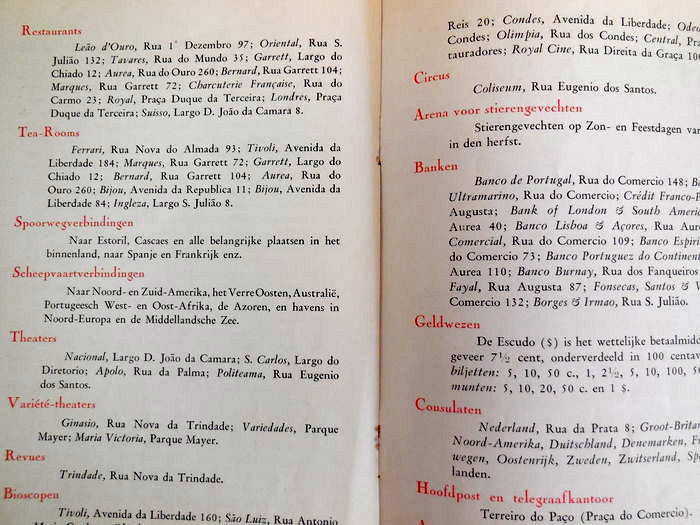 Restaurants
Leão d'Ouro, Rua 1° Dezembro 97; Oriental, Rua S.
Julião 132; Tavares, Rua do Mundo 35; Garrett, Largo do
Chiado 12; Aurea, Rua do Ouro 260; Bernard, Rua Garrett 104;
Marques, Rua Garrett 72; Charcuterie Française, Rua do
Carmo 23; Royal, Praça Duque da Terceira; Londres, Praça
Duque da Terceira; Suisso, Largo D. João da Camara 8.
Tea-Rooms
Ferrari, Rua Nova do Almada 93; Tivoli, Avenida da
Liberdade 184; Marques, Rua Garrett 72; Garrett, Largo do
Chiado 12; Bernard, Rua Garrett 104; Aurea, Rua do
Ouro 260; Bijou, Avenida da Republica 11; Bijou, Avenida da
Liberdade 84; Ingleza, Largo S. Julião 8.
Spoorwegverbindingen
Naar Estoril, Cascaes en alle belangrijke plaatsen in het
binnenland, naar Spanje en Frankrijk enz.
Scheepvaartverbindingen
Naar Noord- en Zuid-Amerika, het Verre Oosten, Australië,
Portugeesch West- en Oost-Afrika, de Azoren, en havens in
Noord-Europa en de Middellandsche Zee.
Theaters
Nacional, Largo D. João da Camara; S. Carlos, Largo do
Diretorio; Apolo, Rua da Palma; Politeama, Rua Eugenio
dos Santos.
Variété-theaters
Ginasio, Rua Nova da Trindade; Variedades, Parque
Mayer; Maria Victoria, Parque Mayer.
Revues
Trindade, Rua Nova da Trindade.
Bioscopen
Tivoli, Avenida da Liberdade 160; São Luiz, Rua Antonio
Reis 20; Condes, Avenida da Liberdade; Odeo
Condes; Olimpia, Rua dos Condes; Central, Pra
tauradores; Royal Cine, Rua Direita da Graça 100
Circus
Coliseum, Rua Eugenio dos Santos.
Arena voor stierengevechten
Stierengevechten op Zon- en Feestdagen van
in den herfst.
Banken
Banco de Portugal, Rua do Comercio 148; B
Ultramarino, Rua do Comercio; Crédit Franco-P
Augusta; Bank of London & South Americ
Aurea 40; Banco Lisboa & Açores, Rua Aure
Comercial, Rua do Comercio 109; Banco Espiri
do Comercio 73; Banco Portuguez do Continent
Aurea 110; Banco Burnay, Rua dos Fanqueiros
Fayal, Rua Augusta 87; Fonsecas, Santos & V
Comercio 132; Borges & Irmao, Rua S. Julião.
Geldwezen
De Escudo ($) is het wettelijke betaalmidd
geveer 7½ cent, onderverdeeld in 100 centav
biljetten: 5, 10, 50 c., 1, 2½, 5, 10, 100, 50
munten: 5, 10, 20, 50 c. en 1 $.
Consulaten
Nederland, Rua da Prata 8; Groot-Britan
Noord-Amerika, Duitschland, Denemarken, Fr
wegen, Oostenrijk, Zweden, Zwitserland, Sp
landen.
Hoofdpost en telegraafkantoor
Terreiro do Paço (Praça do Comercio).